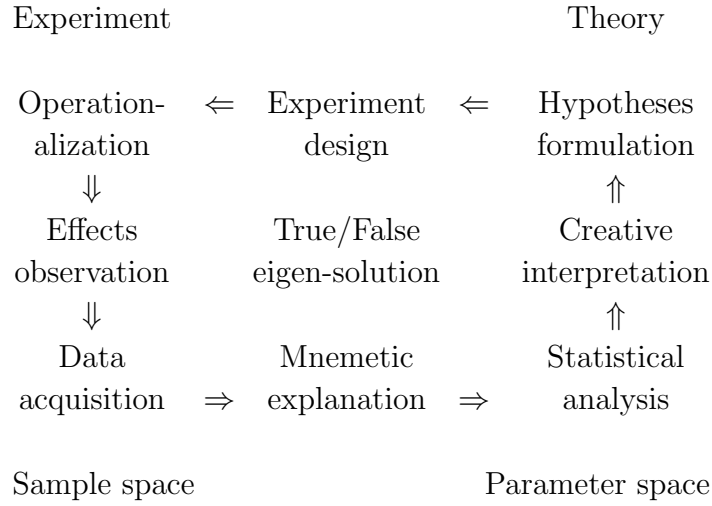 Experiment Theory
Operation- ⇐ Experiment ⇐ Hypotheses
alization design formulation
⇓ ⇑
Effects True/False Creative
observation eigen-solution interpretation
⇓ ⇑
Data Mnemetic Statistical
acquisition ⇒ explanation ⇒ analysis
Sample space Parameter space